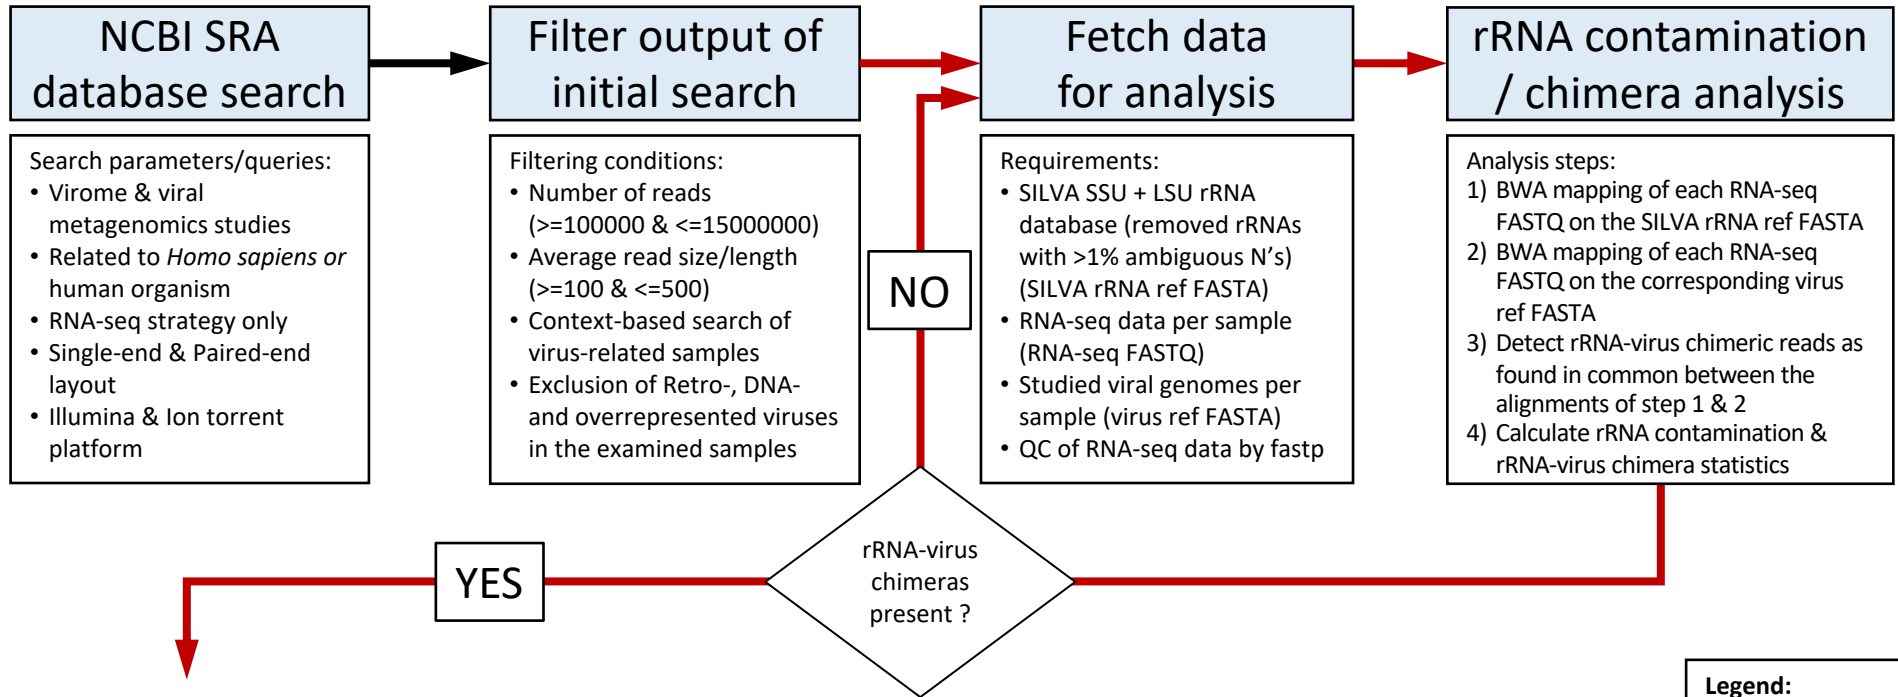 NCBI SRA
database search
Filter output of
initial search
Fetch data
for analysis
rRNA contamination
/ chimera analysis
Search parameters/queries:
• Virome & viral
metagenomics studies
• Related to Homo sapiens or
human organism
• RNA-seq strategy only
• Single-end & Paired-end
layout
• Illumina & Ion torrent
platform
Filtering conditions:
• Number of reads
(>=100000 & <=15000000)
• Average read size/length
(>=100 & <=500)
• Context-based search of
virus-related samples
• Exclusion of Retro-, DNA-
and overrepresented viruses
in the examined samples
NO
Requirements:
• SILVA SSU + LSU rRNA
database (removed rRNAs
with >1% ambiguous N’s)
(SILVA rRNA ref FASTA)
• RNA-seq data per sample
(RNA-seq FASTQ)
• Studied viral genomes per
sample (virus ref FASTA)
• QC of RNA-seq data by fastp
Analysis steps:
1) BWA mapping of each RNA-seq
FASTQ on the SILVA rRNA ref FASTA
2) BWA mapping of each RNA-seq
FASTQ on the corresponding virus
ref FASTA
3) Detect rRNA-virus chimeric reads as
found in common between the
alignments of step 1 & 2
4) Calculate rRNA contamination &
rRNA-virus chimera statistics
YES
rRNA-virus
chimeras
present ?
Legend: